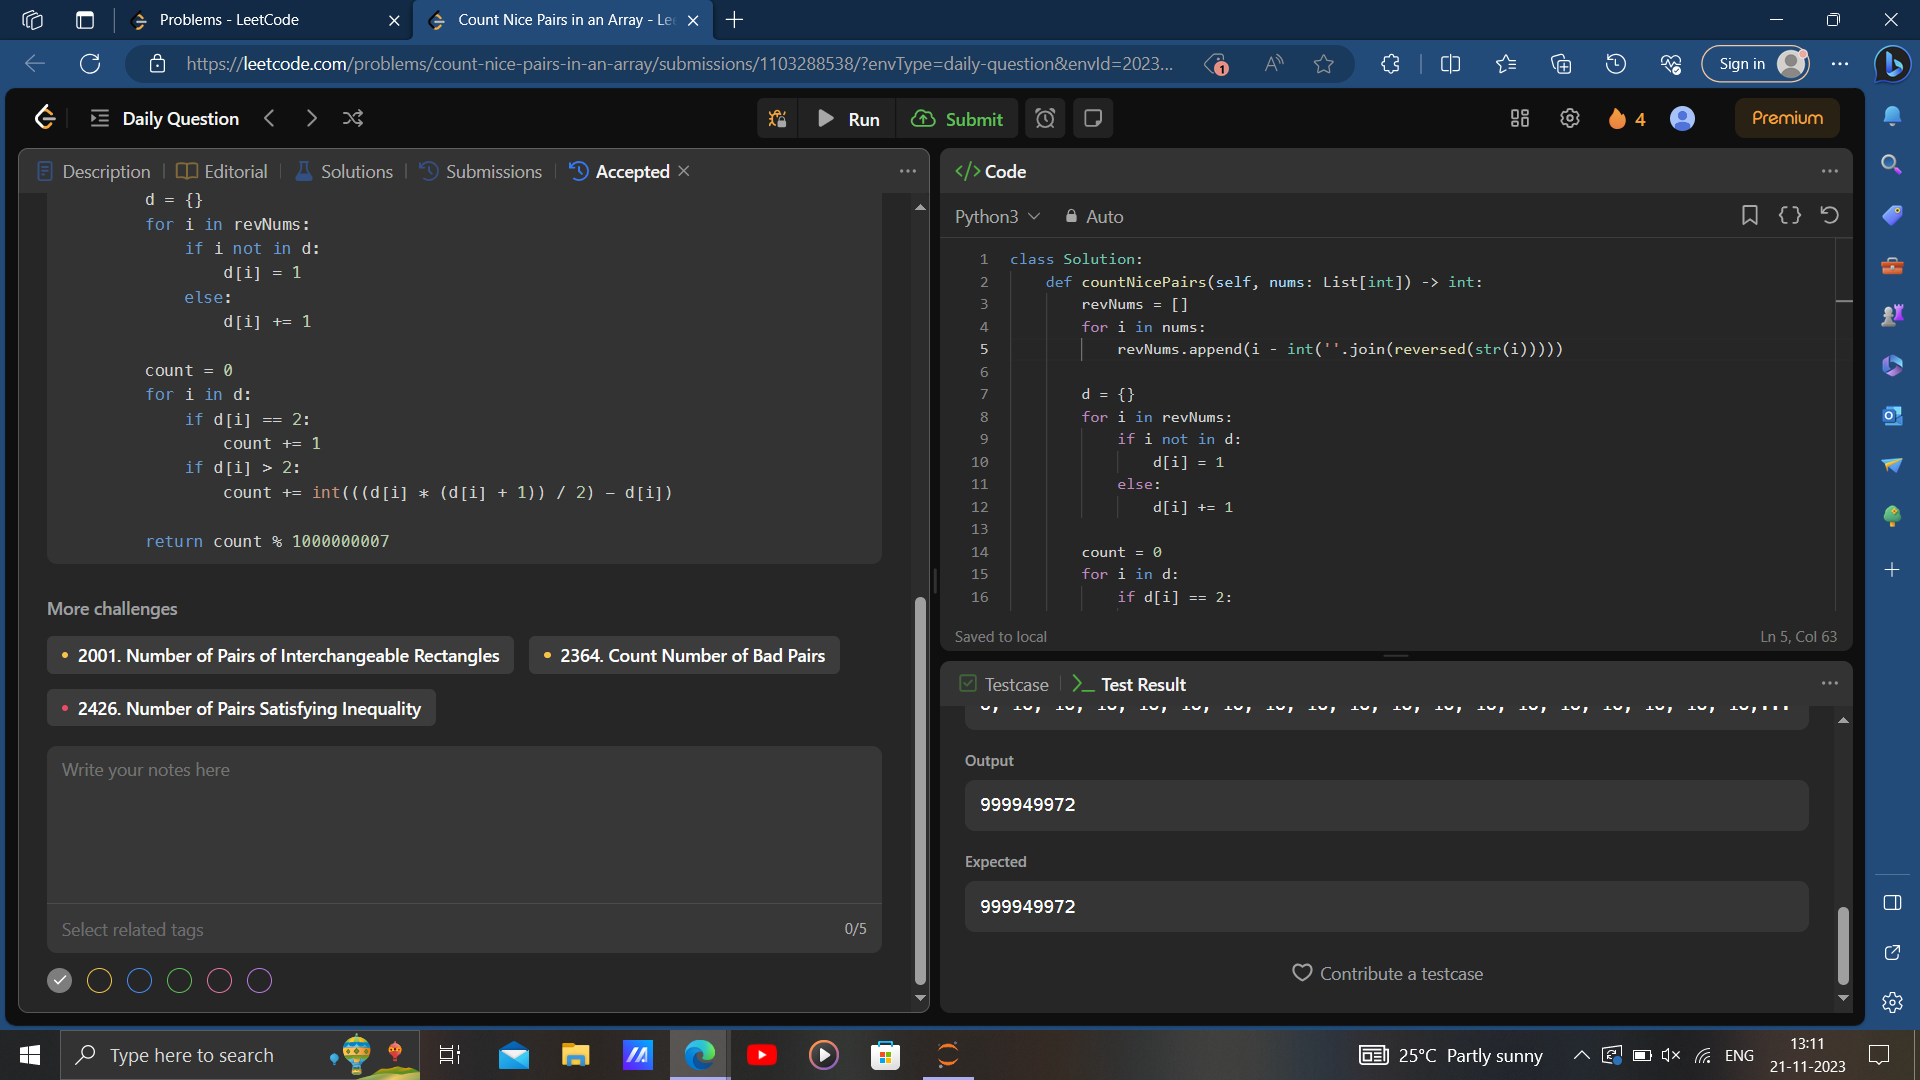 Problems - LeetCode
Count Nice Pairs in an Array - Lee
https://leetcode.com/problems/count-nice-pairs-in-an-array/submissions/1103288538/?envType=daily-question&envId=2023...
1
Sign in
Daily Question
Run
Submit
4
Premium
Description
Editorial
Solutions
Submissions
Accepted
d = {}
for i in revNums:
if i not in d:
d[i] = 1
else:
d[i] += 1
count = 0
for i in d:
if d[i] == 2:
count += 1
if d[i] > 2:
count += int(((d[i] * (d[i] + 1)) / 2) - d[i])
return count % 1000000007
More challenges
2001. Number of Pairs of Interchangeable Rectangles
2364. Count Number of Bad Pairs
2426. Number of Pairs Satisfying Inequality
Write your notes here
Select related tags
0/5
</> Code
Python3
Auto
1 class Solution:
2 def countNicePairs(self, nums: List[int]) -> int:
3 revNums = []
4 for i in nums:
5 revNums.append(i - int(''.join(reversed(str(i)))))
6
7 d = {}
8 for i in revNums:
9 if i not in d:
10 d[i] = 1
11 else:
12 d[i] += 1
13
14 count = 0
15 for i in d:
16 if d[i] == 2:
Saved to local
Ln 5, Col 63
Testcase
Test Result
Output
999949972
Expected
999949972
Contribute a testcase
Type here to search
25°C Partly sunny
ENG
13:11
21-11-2023